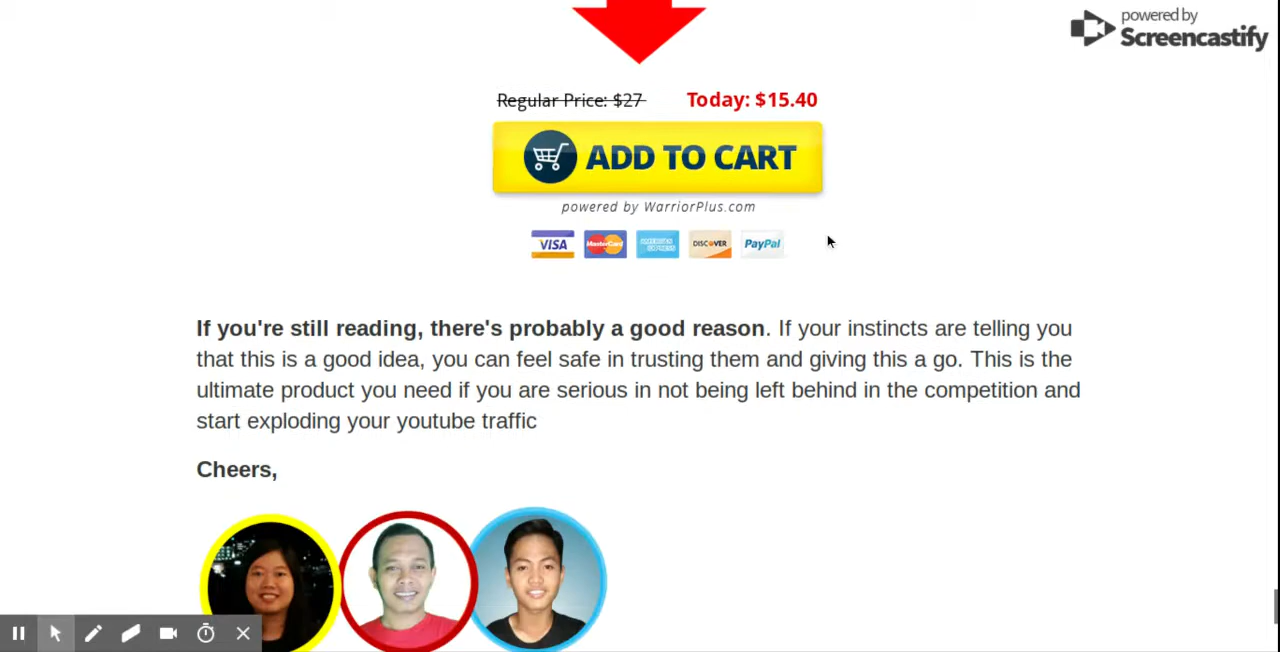 powered by
Screencastify
Regular Price: $27 Today: $15.40
ADD TO CART
powered by WarriorPlus.com
VISA MasterCard AMERICAN EXPRESS DISCOVER PayPal
If you're still reading, there's probably a good reason. If your instincts are telling you
that this is a good idea, you can feel safe in trusting them and giving this a go. This is the
ultimate product you need if you are serious in not being left behind in the competition and
start exploding your youtube traffic
Cheers,